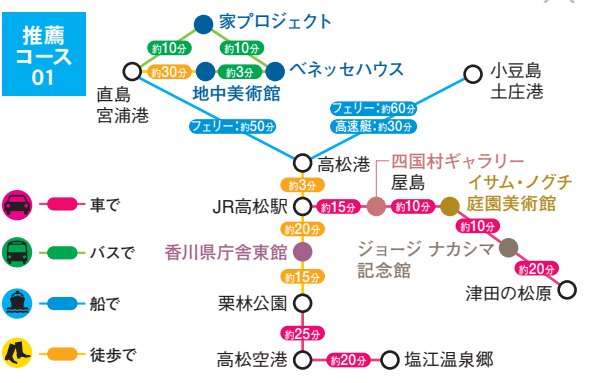 推薦
コース
01
家プロジェクト
約10分
約10分
約30分
約3分
ベネッセハウス
地中美術館
直島
宮浦港
小豆島
土庄港
フェリー：約50分
フェリー：約60分
高速艇：約30分
高松港
約3分
四国村ギャラリー
屋島
イサム・ノグチ
庭園美術館
JR高松駅
約15分
約10分
約20分
約10分
香川県庁舎東館
ジョージ ナカシマ
記念館
約15分
約20分
津田の松原
栗林公園
約25分
高松空港
約20分
塩江温泉郷
車で
バスで
船で
徒歩で